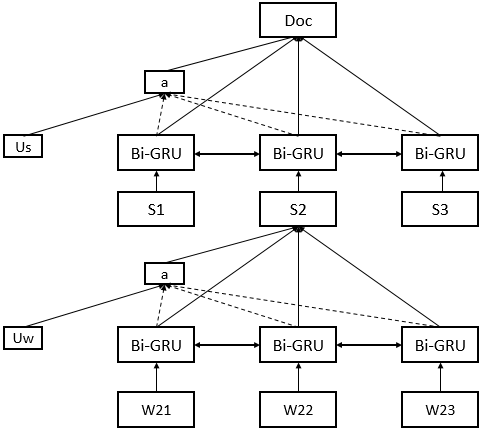 Doc
a
Us
Bi-GRU
Bi-GRU
Bi-GRU
S1
S2
S3
a
Uw
Bi-GRU
Bi-GRU
Bi-GRU
W21
W22
W23